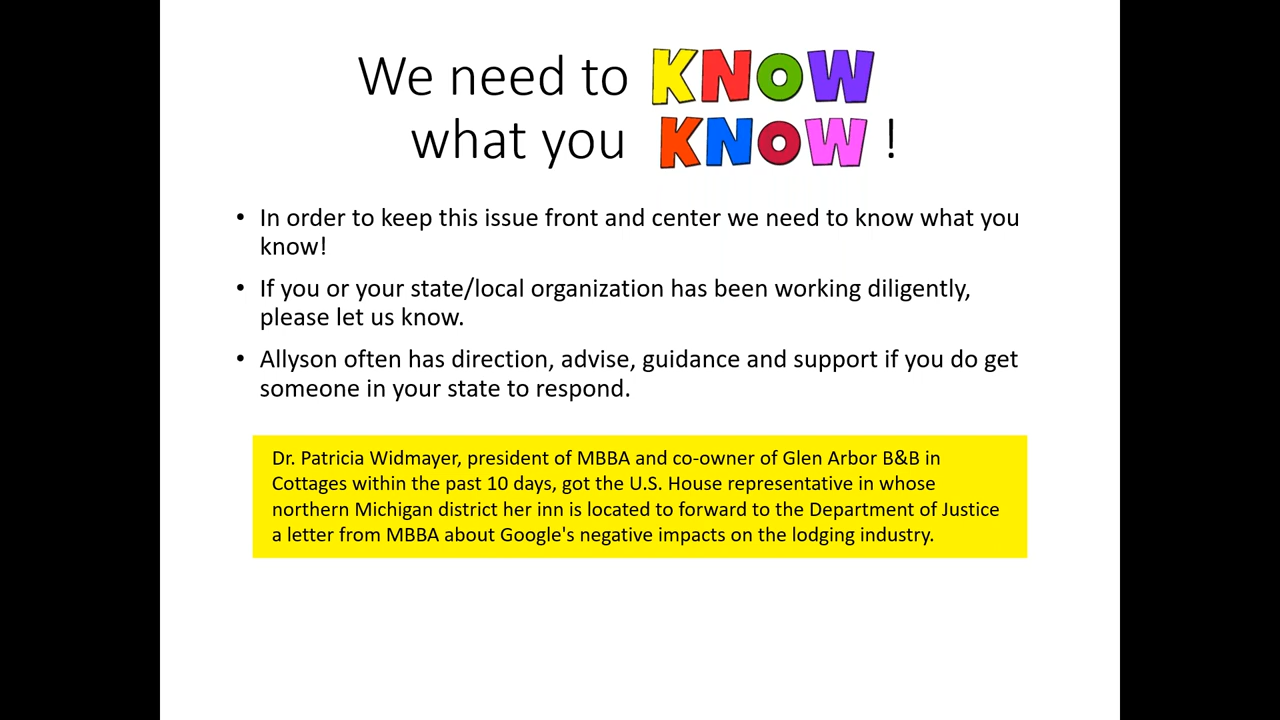 We need to KNOW
what you KNOW !
• In order to keep this issue front and center we need to know what you
know!
• If you or your state/local organization has been working diligently,
please let us know.
• Allyson often has direction, advise, guidance and support if you do get
someone in your state to respond.
Dr. Patricia Widmayer, president of MBBA and co-owner of Glen Arbor B&B in
Cottages within the past 10 days, got the U.S. House representative in whose
northern Michigan district her inn is located to forward to the Department of Justice
a letter from MBBA about Google's negative impacts on the lodging industry.